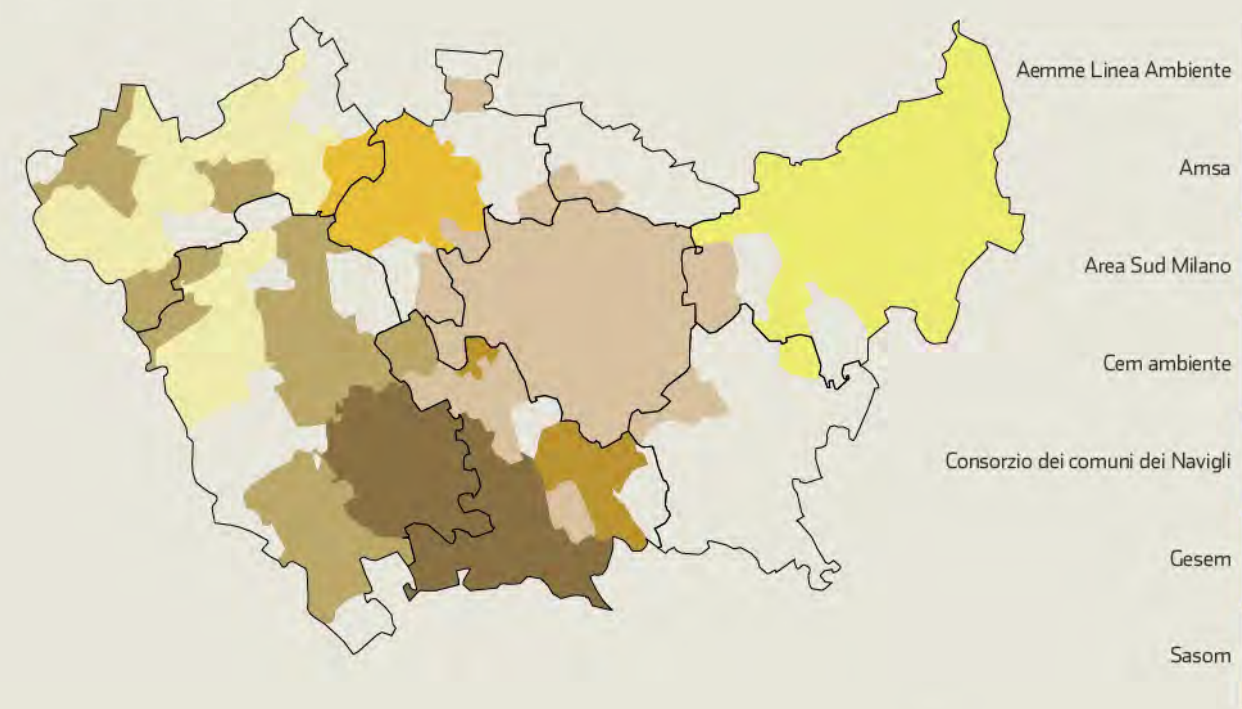 Aemme Linea Ambiente
Amsa
Area Sud Milano
Cem ambiente
Consorzio dei comuni dei Navigli
Gesem
Sasom